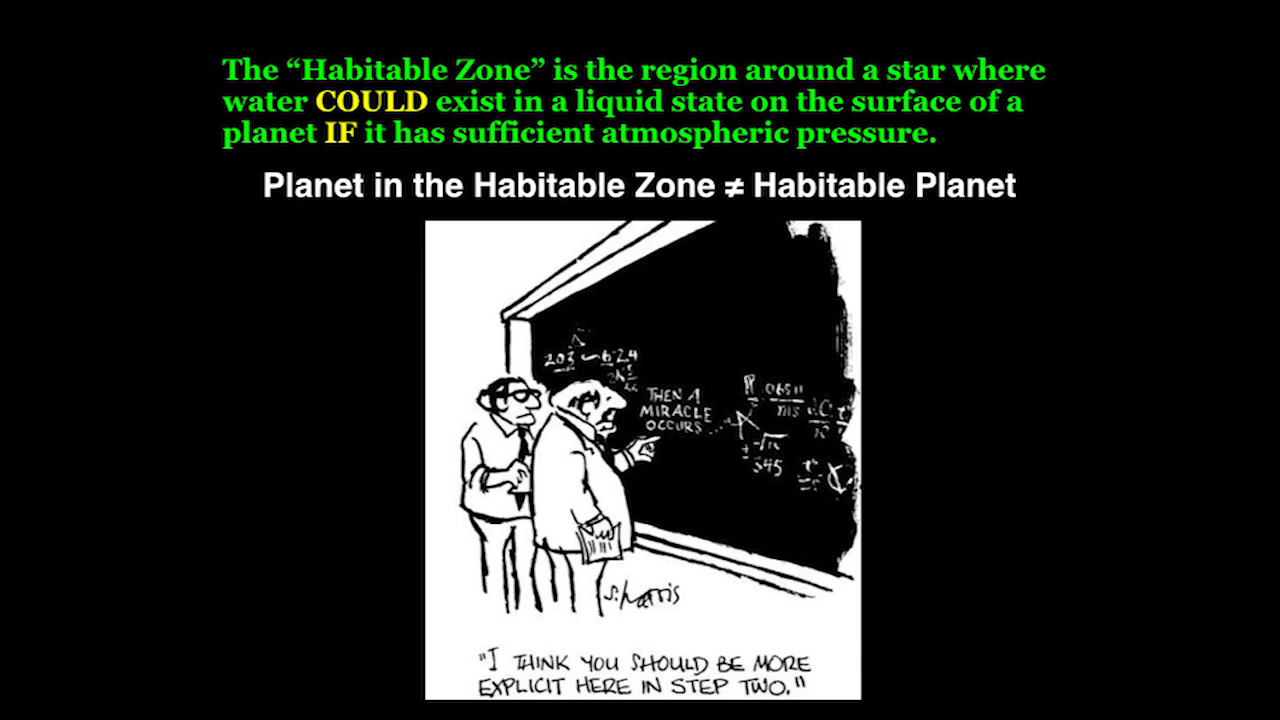 The “Habitable Zone” is the region around a star where
water COULD exist in a liquid state on the surface of a
planet IF it has sufficient atmospheric pressure.
Planet in the Habitable Zone ≠ Habitable Planet
THEN A
MIRACLE
OCCURS...
S. Harris
"I THINK YOU SHOULD BE MORE
EXPLICIT HERE IN STEP TWO."